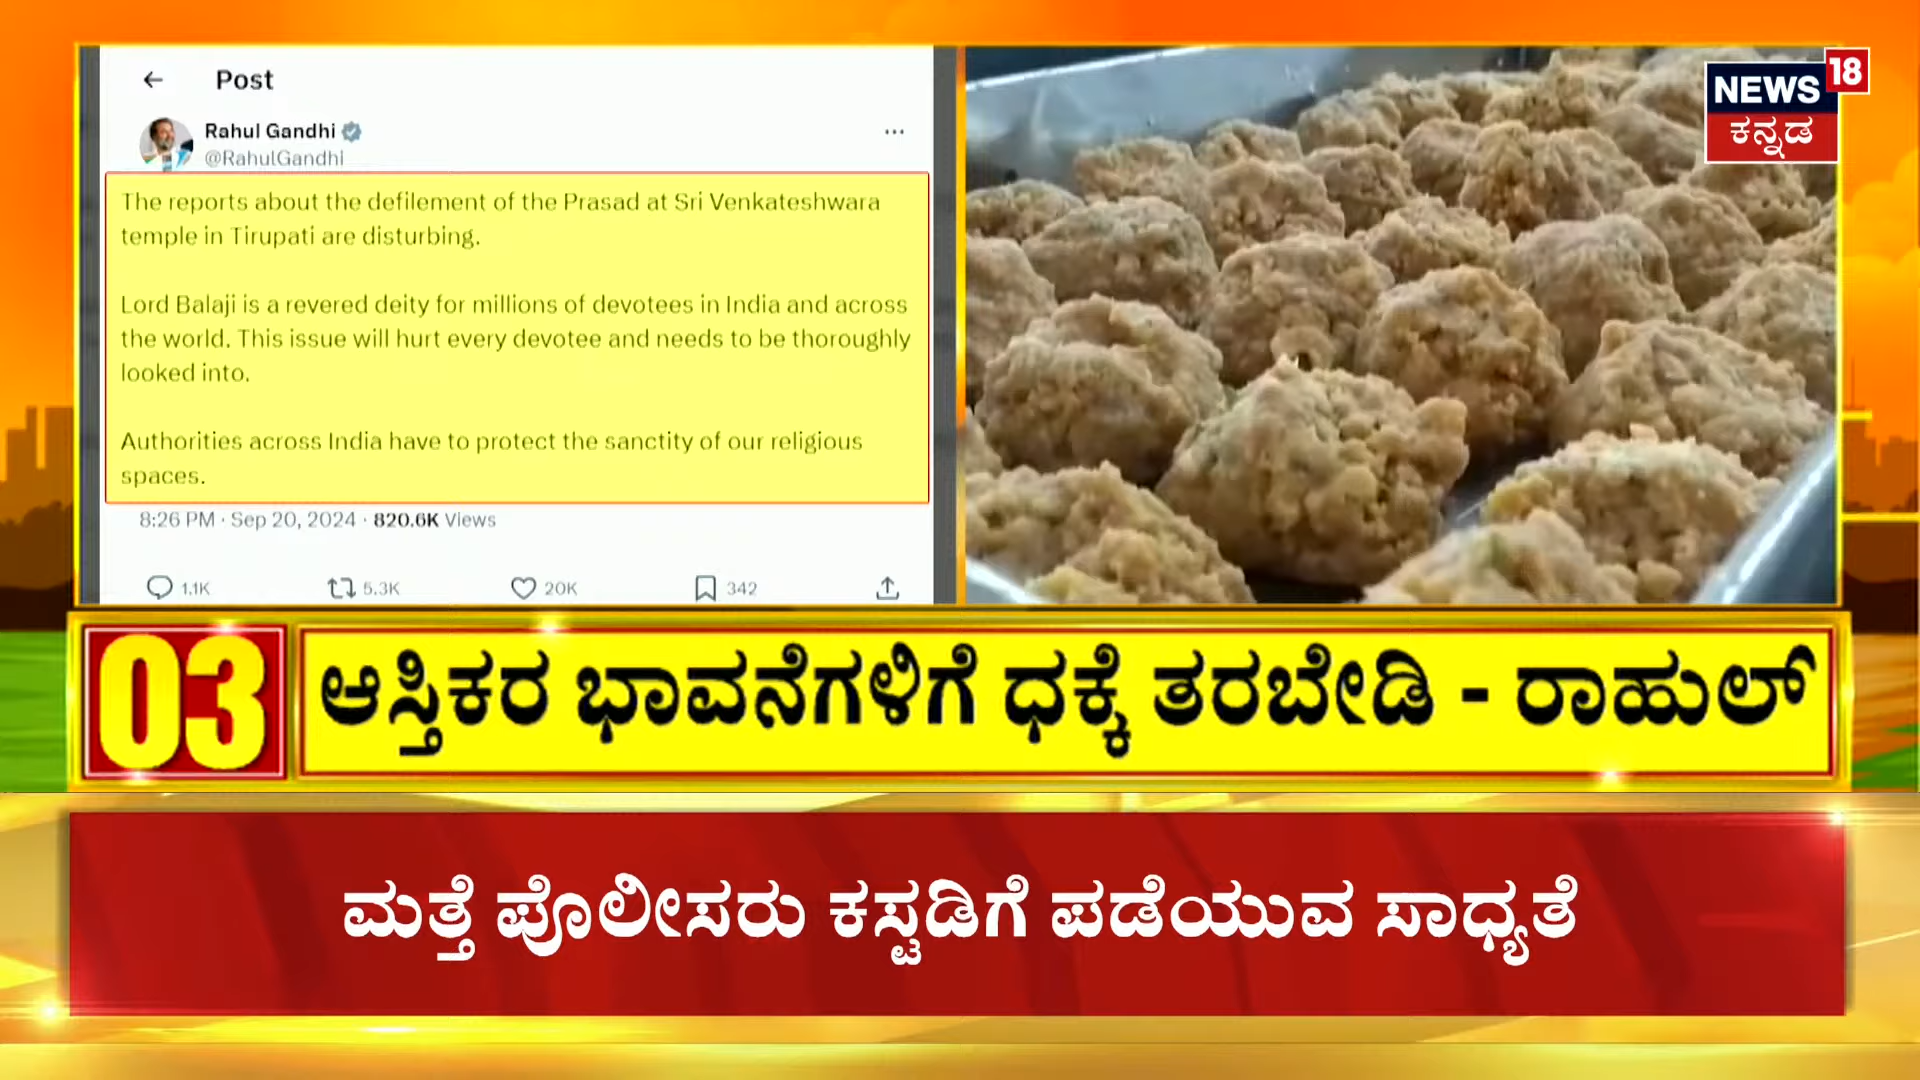 Post
Rahul Gandhi
@RahulGandhi
The reports about the defilement of the Prasad at Sri Venkateshwara
temple in Tirupati are disturbing.
Lord Balaji is a revered deity for millions of devotees in India and across
the world. This issue will hurt every devotee and needs to be thoroughly
looked into.
Authorities across India have to protect the sanctity of our religious
spaces.
8:26 PM · Sep 20, 2024 · 820.6K Views
1.1K 5.3K 20K 342
NEWS 18
ಕನ್ನಡ
03 ಆಸ್ತಿಕರ ಭಾವನೆಗಳಿಗೆ ಧಕ್ಕೆ ತರಬೇಡಿ - ರಾಹುಲ್
ಮತ್ತೆ ಪೊಲೀಸರು ಕಸ್ಟಡಿಗೆ ಪಡೆಯುವ ಸಾಧ್ಯತೆ